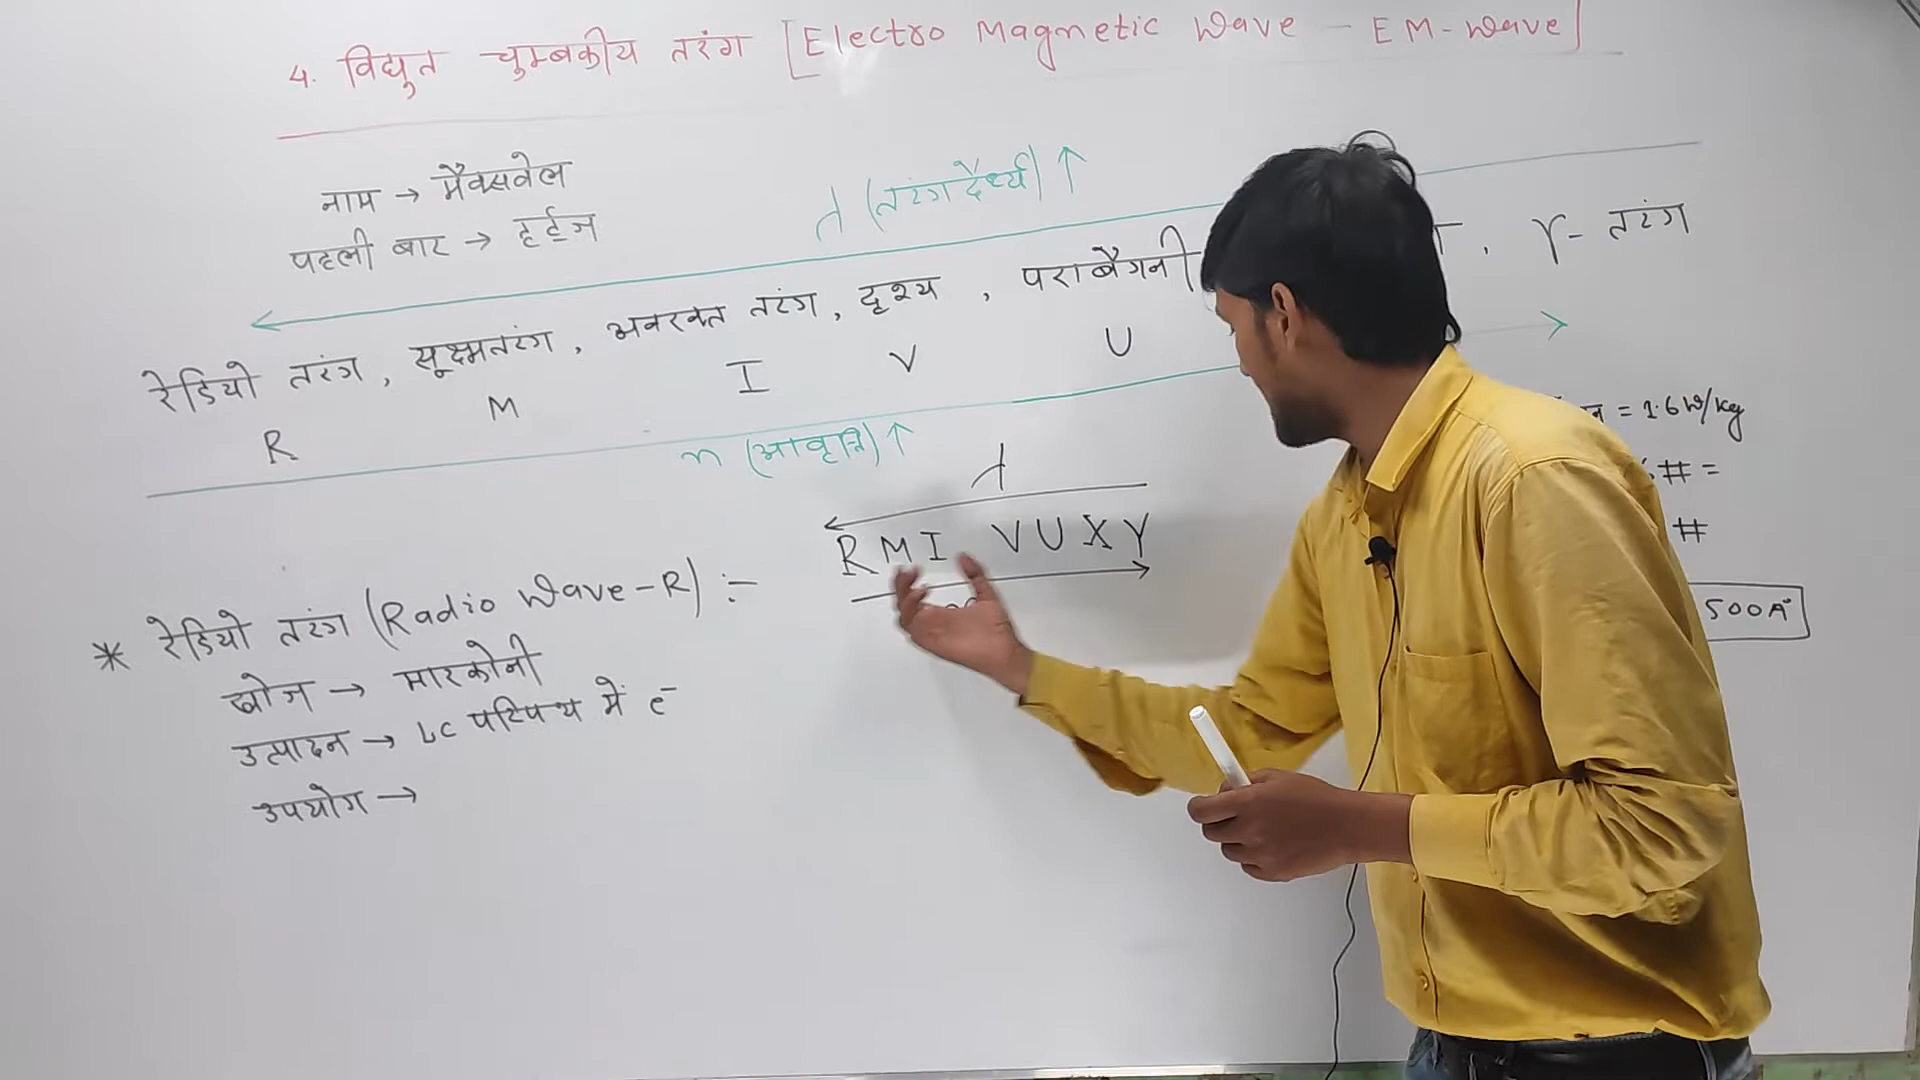 4. विद्युत चुम्बकीय तरंग [Electro Magnetic Wave - EM-Wave]
नाम → मैक्सवेल
पहली बार → हर्ट्ज
λ (तरंगदैर्ध्य) ↑
रेडियो तरंग, सूक्ष्मतरंग, अवरक्त तरंग, दृश्य, पराबैगनी , γ- तरंग
R M I V U
n (आवृत्ति) ↑
= 1.6 W/kg
# =
#
500A°
λ
R M I V U X γ
* रेडियो तरंग (Radio Wave-R) :-
खोज → मारकोनी
उत्पादन → LC परिपथ में e-
उपयोग →